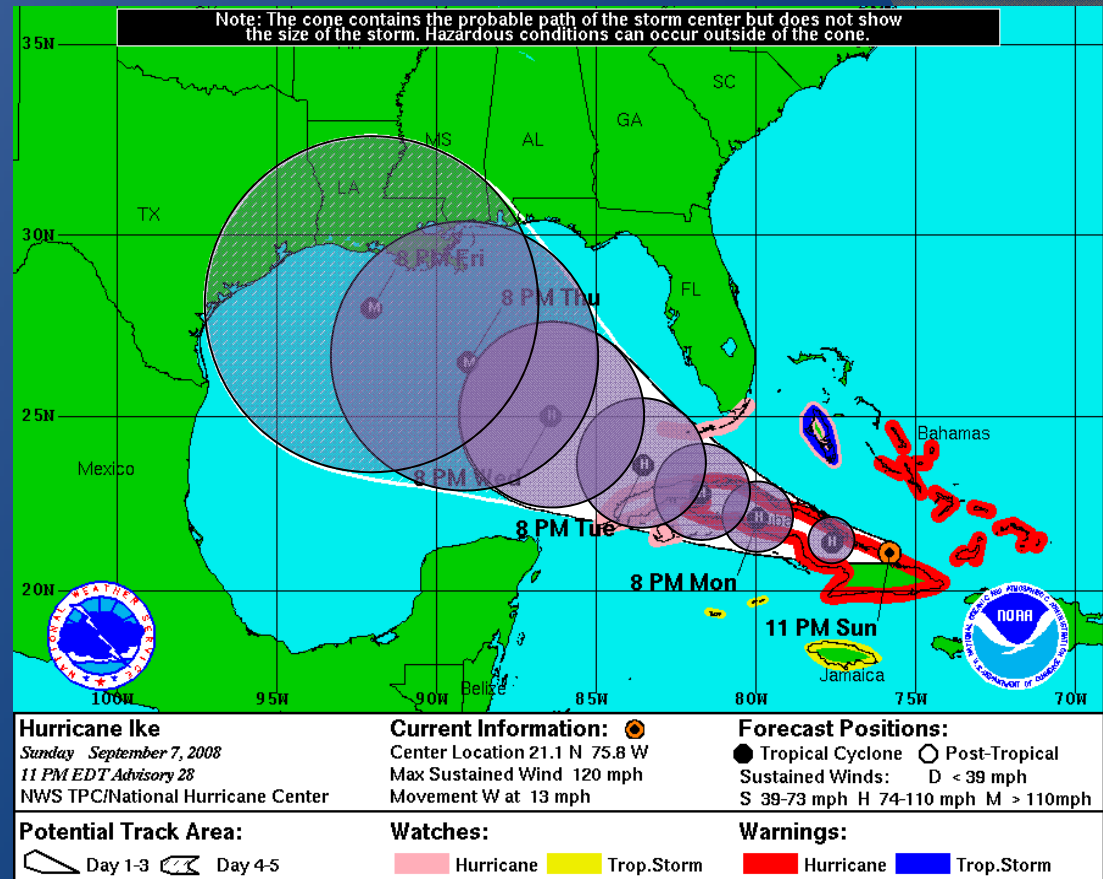 Note: The cone contains the probable path of the storm center but does not show
the size of the storm. Hazardous conditions can occur outside of the cone.
35N
SC
GA
MS
AL
LA
TX
30N
8 PM Fri
FL
8 PM Thu
25N
Bahamas
Mexico
8 PM Wed
8 PM Tue
8 PM Mon
20N
NATIONAL WEATHER SERVICE
NOAA
11 PM Sun
Jamaica
Belize
100W 95W 90W 85W 80W 75W 70W
Hurricane Ike
Sunday September 7, 2008
11 PM EDT Advisory 28
NWS TPC/National Hurricane Center
Current Information:
Center Location 21.1 N 75.8 W
Max Sustained Wind 120 mph
Movement W at 13 mph
Forecast Positions:
Tropical Cyclone Post-Tropical
Sustained Winds: D < 39 mph
S 39-73 mph H 74-110 mph M > 110mph
Potential Track Area:
Day 1-3 Day 4-5
Watches:
Hurricane Trop.Storm
Warnings:
Hurricane Trop.Storm
M
M
H
H
H
H
H